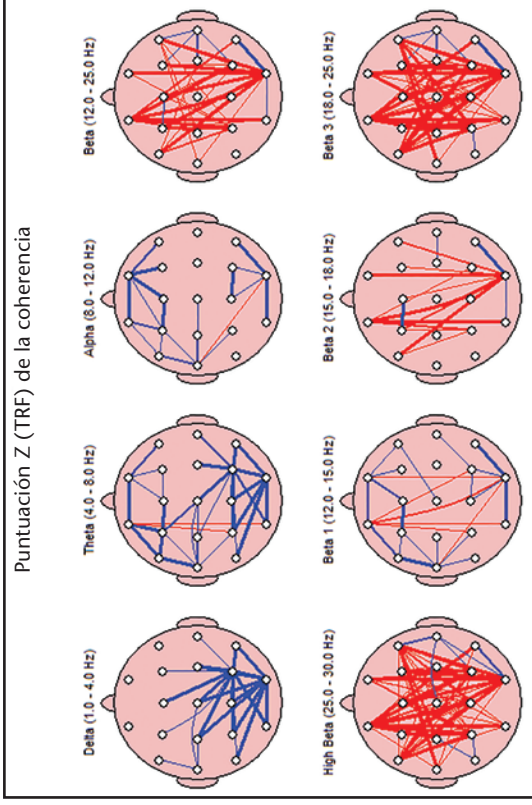 Puntuación Z (TRF) de la coherencia
Delta (1.0 - 4.0 Hz)
Theta (4.0 - 8.0 Hz)
Alpha (8.0 - 12.0 Hz)
Beta (12.0 - 25.0 Hz)
High Beta (25.0 - 30.0 Hz)
Beta 1 (12.0 - 15.0 Hz)
Beta 2 (15.0 - 18.0 Hz)
Beta 3 (18.0 - 25.0 Hz)